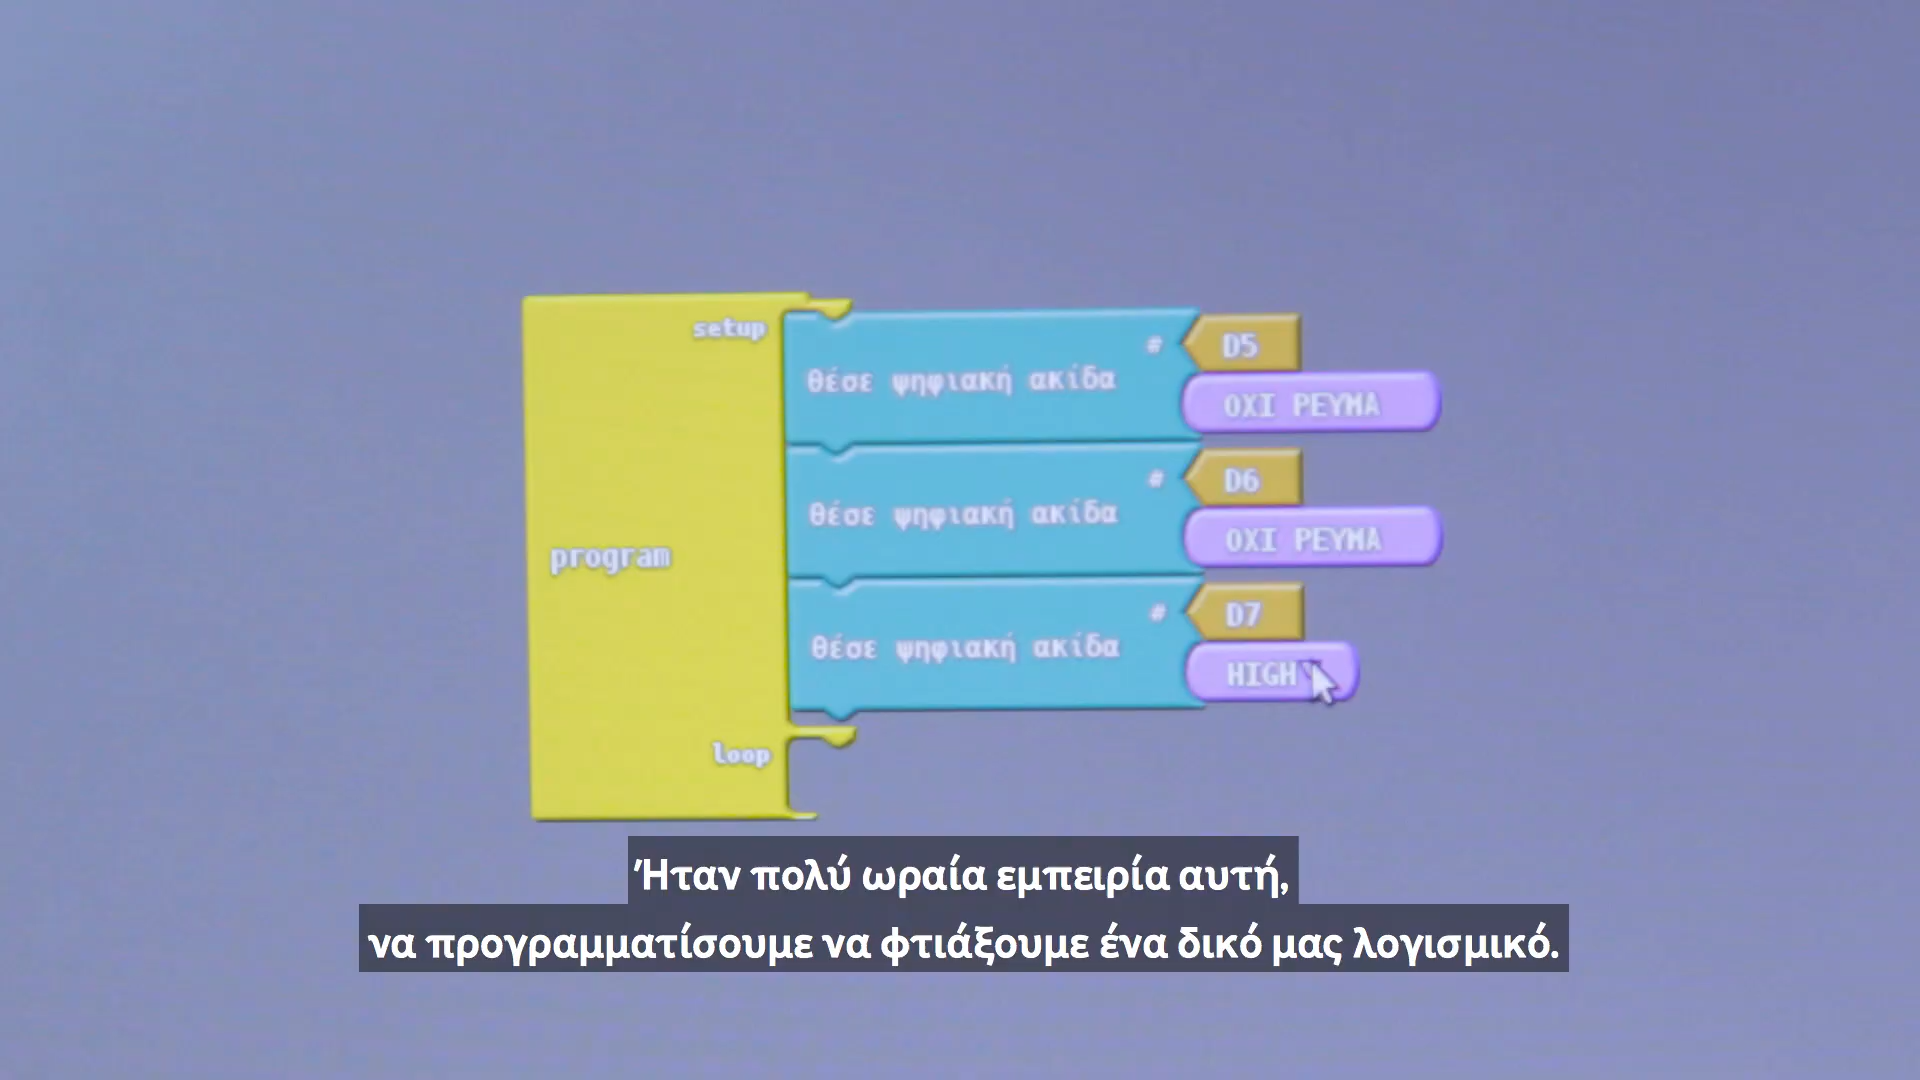 setup
#
D5
θέσε ψηφιακή ακίδα
ΟΧΙ ΡΕΥΜΑ
#
D6
θέσε ψηφιακή ακίδα
ΟΧΙ ΡΕΥΜΑ
program
#
D7
θέσε ψηφιακή ακίδα
HIGH
loop
Ήταν πολύ ωραία εμπειρία αυτή,
να προγραμματίσουμε να φτιάξουμε ένα δικό μας λογισμικό.